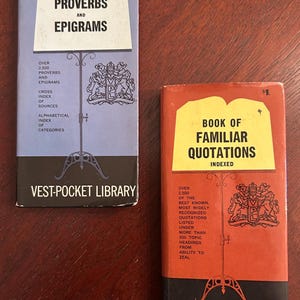 PROVERBS
AND
EPIGRAMS
OVER
2,500
PROVERBS
AND
EPIGRAMS
CROSS
INDEX
OF
SOURCES
ALPHABETICAL
INDEX
OF
CATEGORIES
VEST-POCKET LIBRARY
BOOK OF
FAMILIAR
QUOTATIONS
INDEXED
OVER
2,500
OF THE
BEST KNOWN,
MOST WIDELY
RECOGNIZED
QUOTATIONS
LISTED
UNDER
MORE THAN
300 TOPIC
HEADINGS
FROM
ABILITY TO
ZEAL